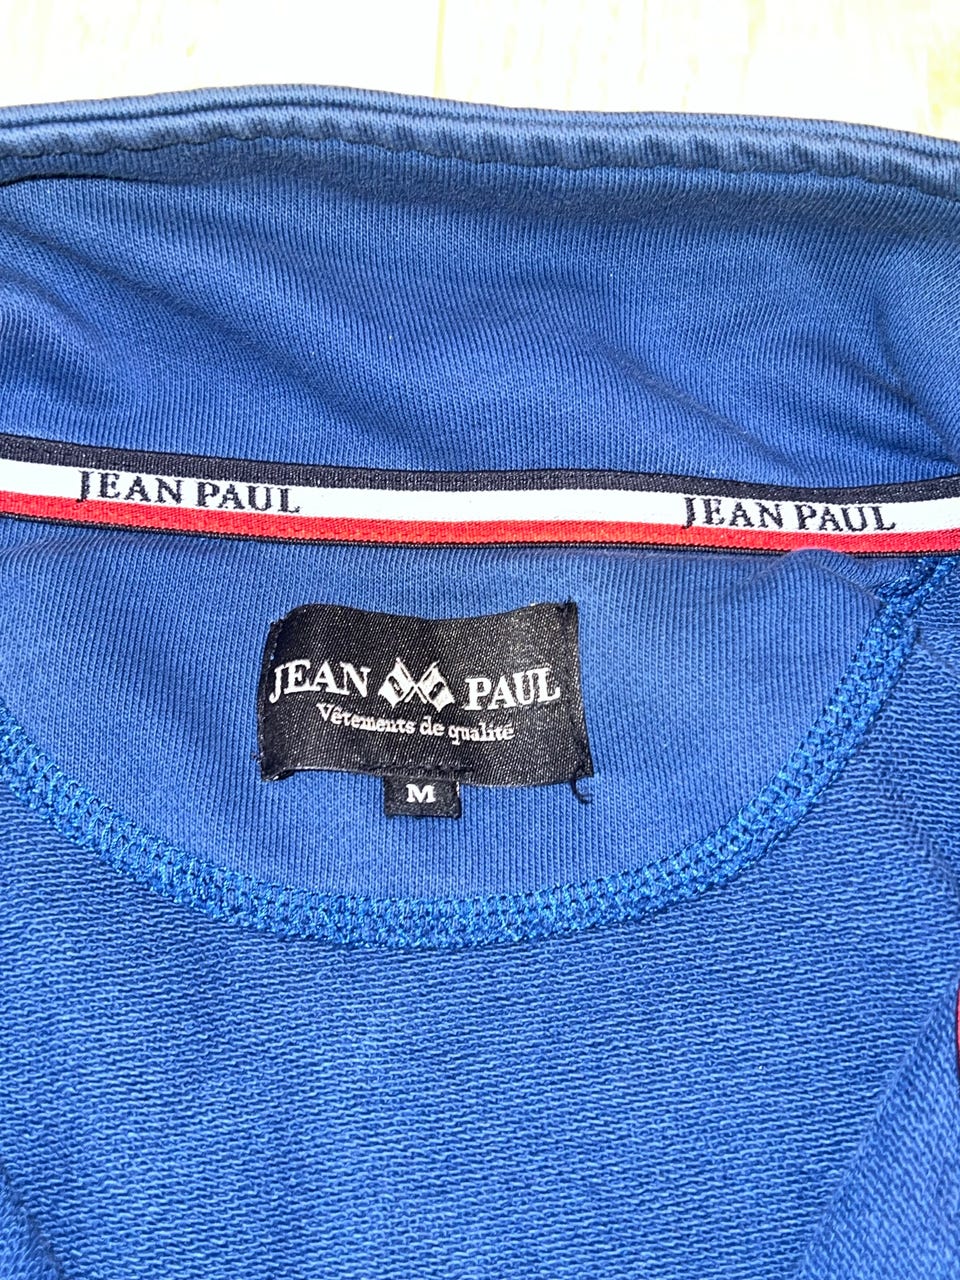 JEAN PAUL JEAN PAUL
JEAN PAUL
Vêtements de qualité
M